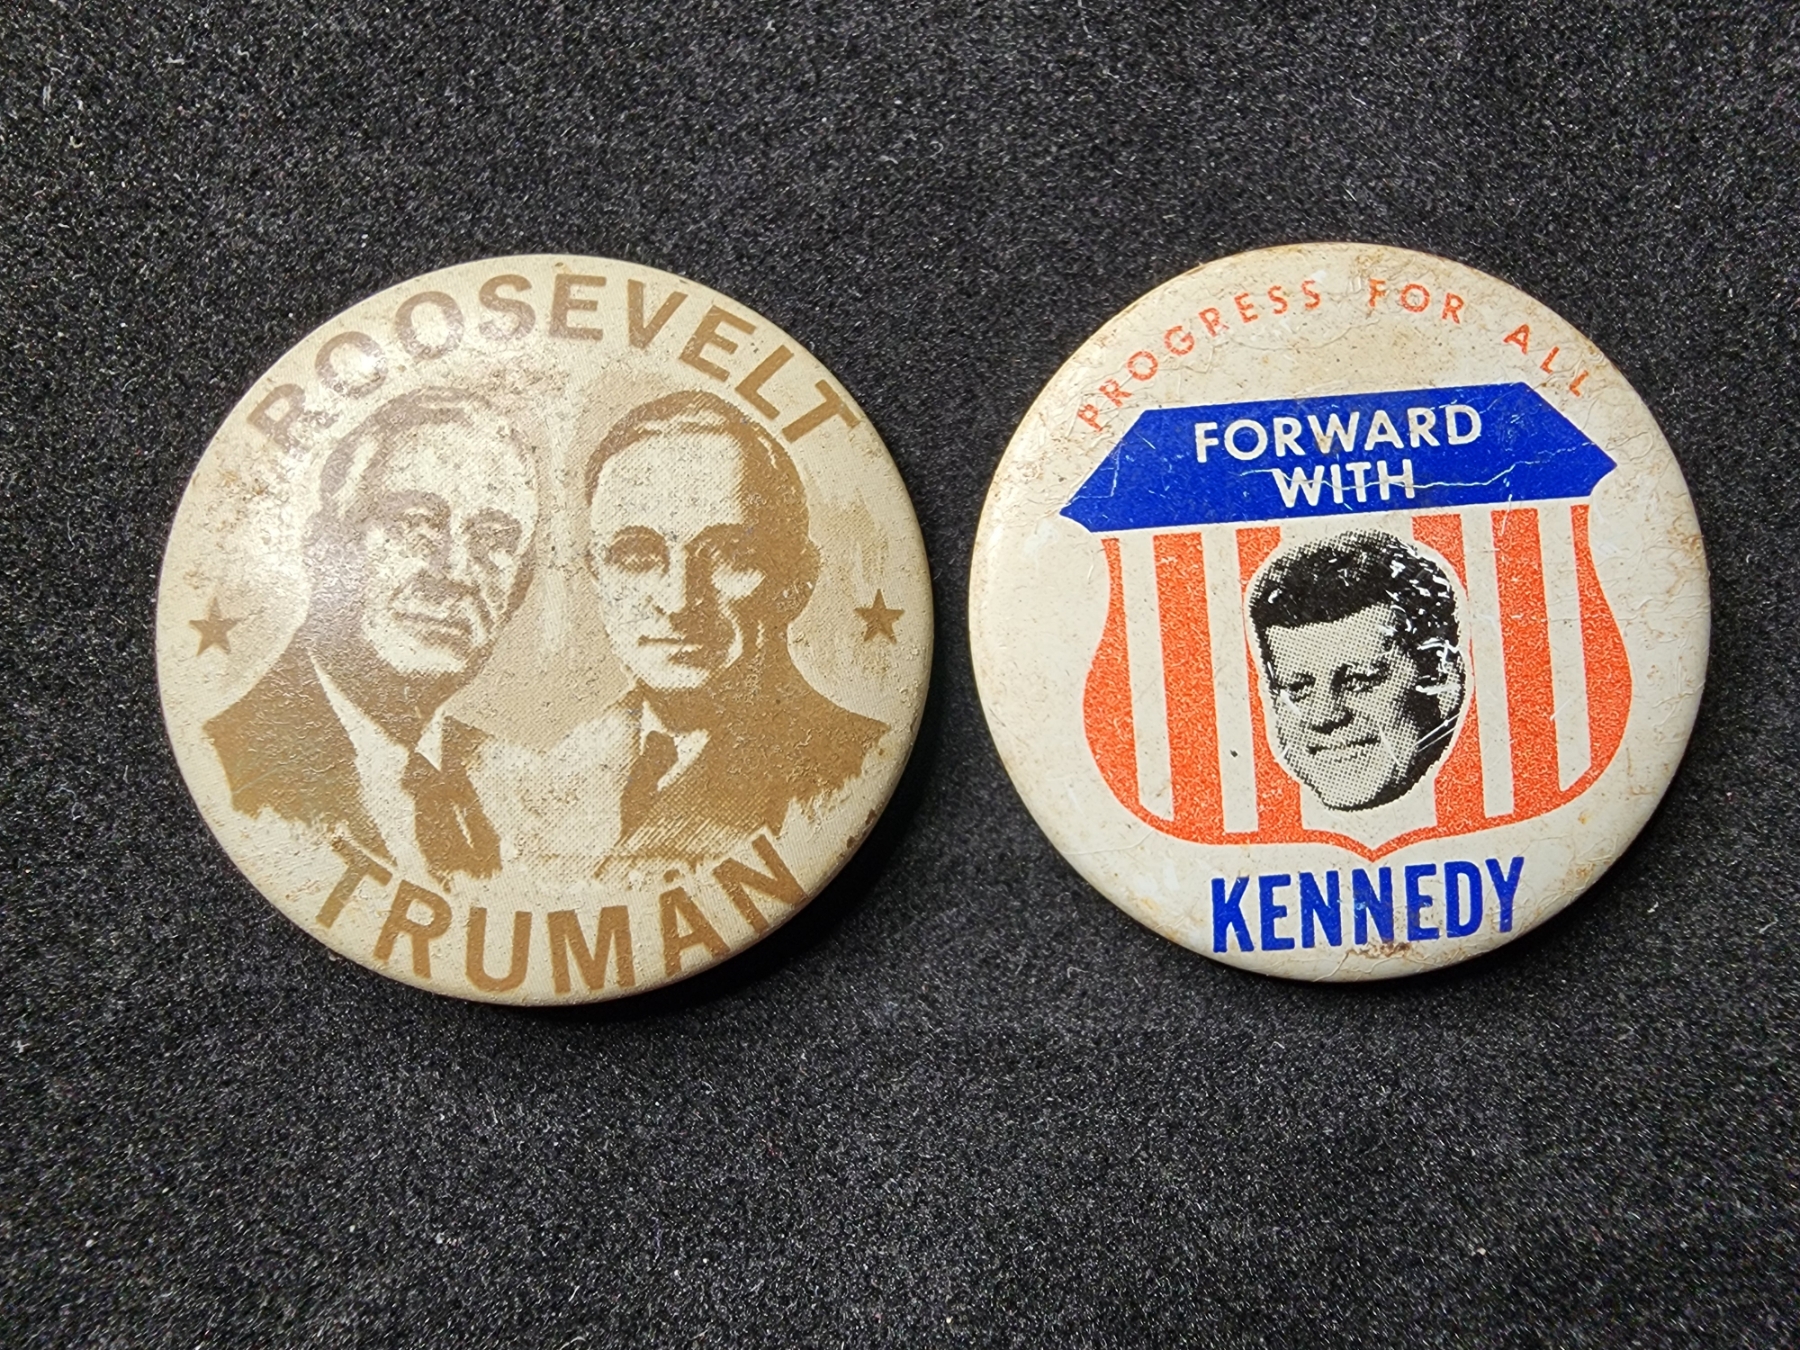 ROOSEVELT
TRUMAN
PROGRESS FOR ALL
FORWARD
WITH
KENNEDY